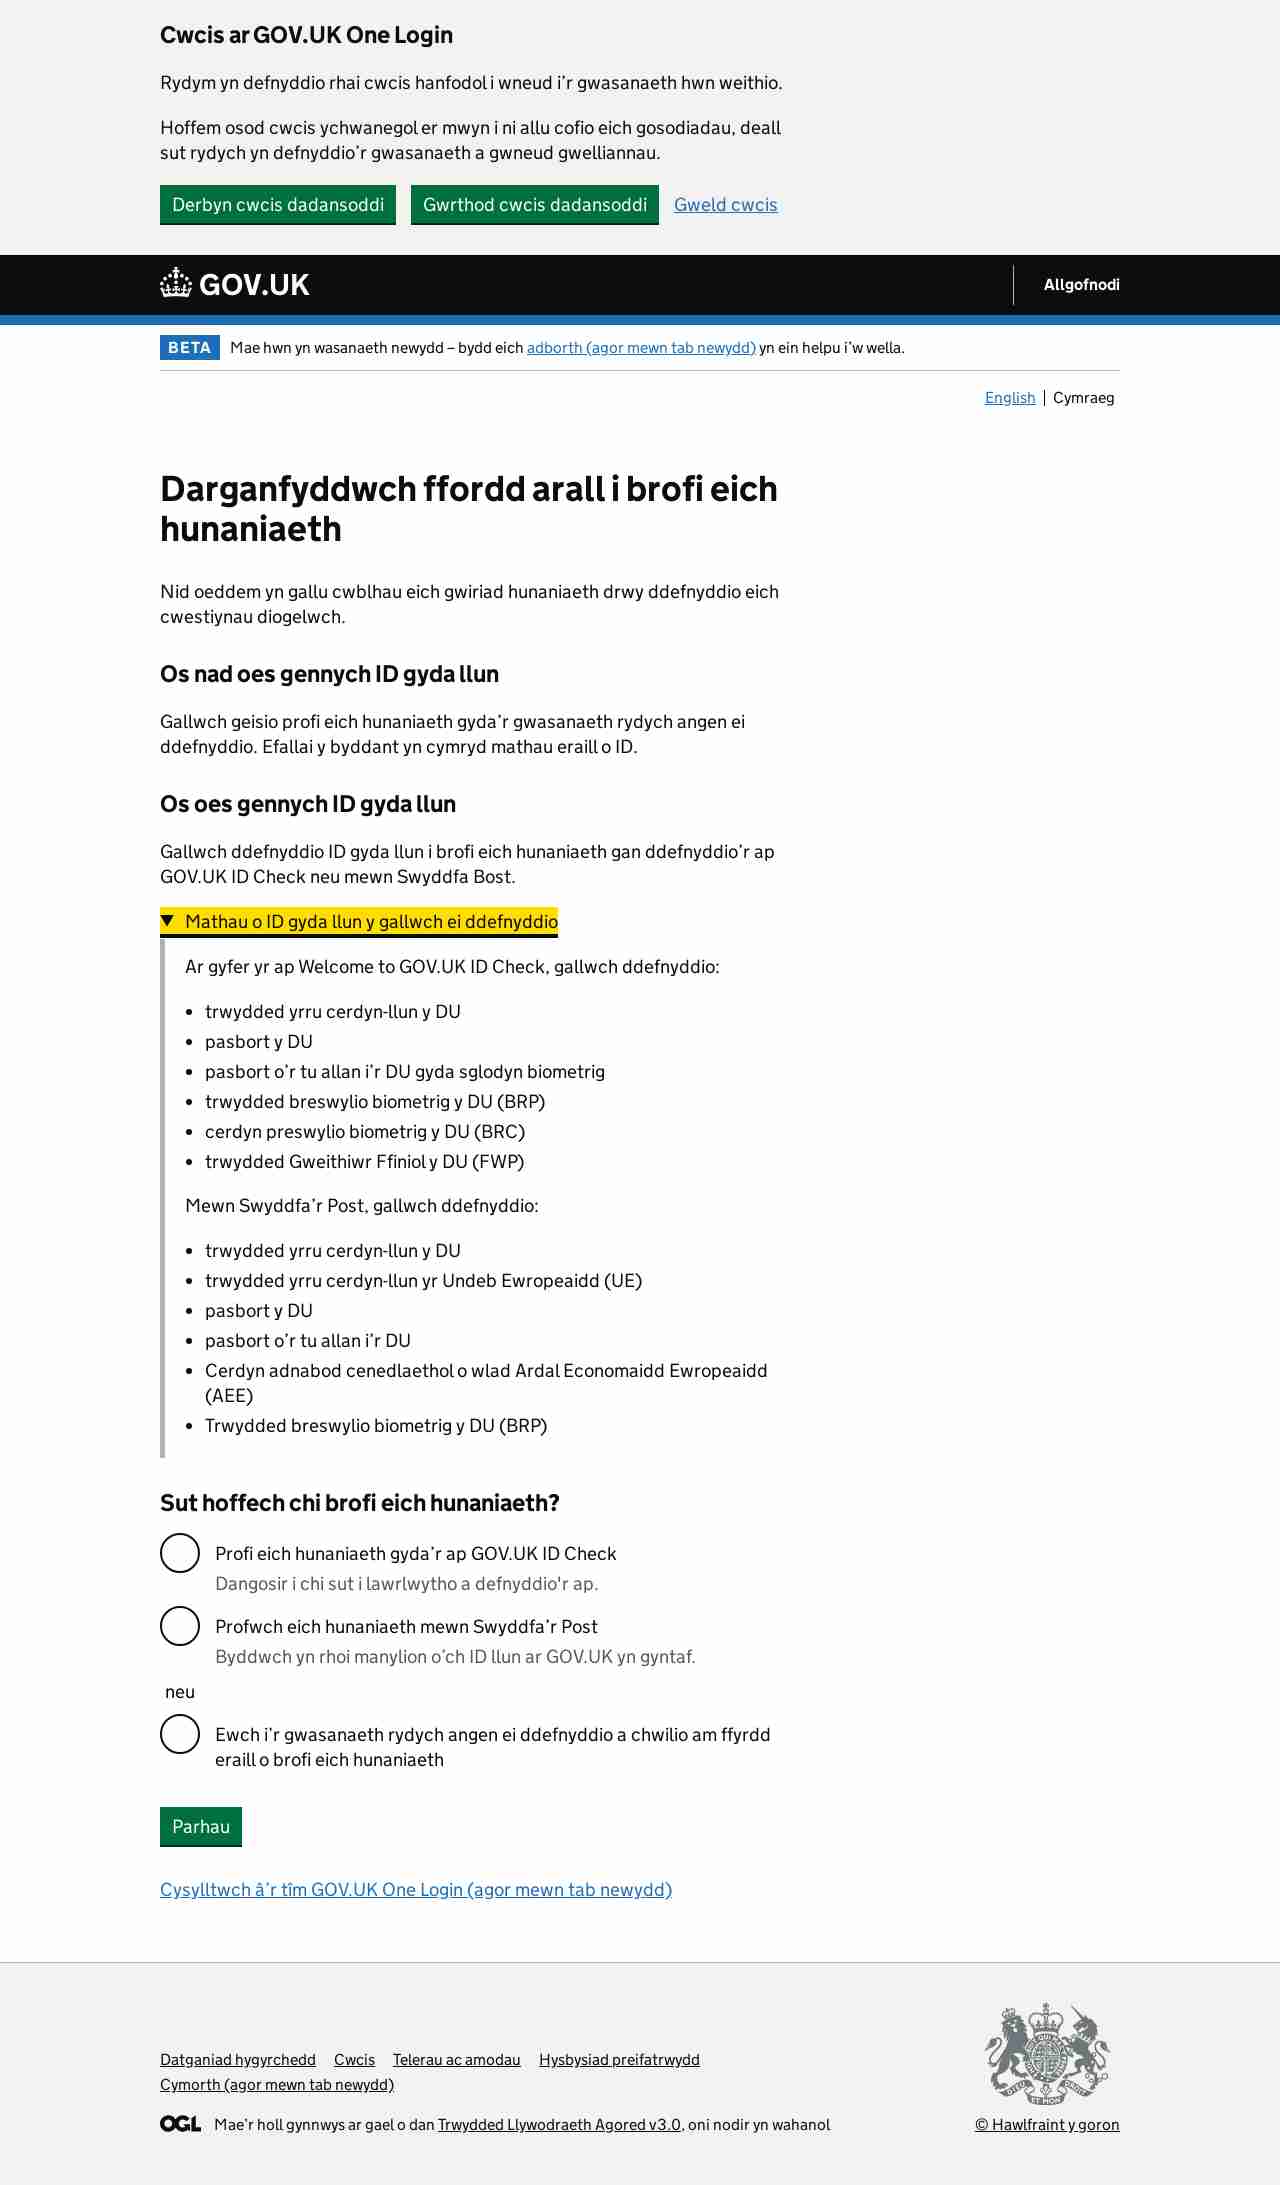 Cwcis ar GOV.UK One Login
Rydym yn defnyddio rhai cwcis hanfodol i wneud i’r gwasanaeth hwn weithio.
Hoffem osod cwcis ychwanegol er mwyn i ni allu cofio eich gosodiadau, deall
sut rydych yn defnyddio’r gwasanaeth a gwneud gwelliannau.
Derbyn cwcis dadansoddi Gwrthod cwcis dadansoddi Gweld cwcis
GOV.UK Allgofnodi
BETA Mae hwn yn wasanaeth newydd – bydd eich adborth (agor mewn tab newydd) yn ein helpu i’w wella.
English Cymraeg
Darganfyddwch ffordd arall i brofi eich
hunaniaeth
Nid oeddem yn gallu cwblhau eich gwiriad hunaniaeth drwy ddefnyddio eich
cwestiynau diogelwch.
Os nad oes gennych ID gyda llun
Gallwch geisio profi eich hunaniaeth gyda’r gwasanaeth rydych angen ei
ddefnyddio. Efallai y byddant yn cymryd mathau eraill o ID.
Os oes gennych ID gyda llun
Gallwch ddefnyddio ID gyda llun i brofi eich hunaniaeth gan ddefnyddio’r ap
GOV.UK ID Check neu mewn Swyddfa Bost.
Mathau o ID gyda llun y gallwch ei ddefnyddio
Ar gyfer yr ap Welcome to GOV.UK ID Check, gallwch ddefnyddio:
• trwydded yrru cerdyn-llun y DU
• pasbort y DU
• pasbort o’r tu allan i’r DU gyda sglodyn biometrig
• trwydded breswylio biometrig y DU (BRP)
• cerdyn preswylio biometrig y DU (BRC)
• trwydded Gweithiwr Ffiniol y DU (FWP)
Mewn Swyddfa’r Post, gallwch ddefnyddio:
• trwydded yrru cerdyn-llun y DU
• trwydded yrru cerdyn-llun yr Undeb Ewropeaidd (UE)
• pasbort y DU
• pasbort o’r tu allan i’r DU
• Cerdyn adnabod cenedlaethol o wlad Ardal Economaidd Ewropeaidd
(AEE)
• Trwydded breswylio biometrig y DU (BRP)
Sut hoffech chi brofi eich hunaniaeth?
Profi eich hunaniaeth gyda’r ap GOV.UK ID Check
Dangosir i chi sut i lawrlwytho a defnyddio'r ap.
Profwch eich hunaniaeth mewn Swyddfa’r Post
Byddwch yn rhoi manylion o’ch ID llun ar GOV.UK yn gyntaf.
neu
Ewch i’r gwasanaeth rydych angen ei ddefnyddio a chwilio am ffyrdd
eraill o brofi eich hunaniaeth
Parhau
Cysylltwch â’r tîm GOV.UK One Login (agor mewn tab newydd)
Datganiad hygyrchedd Cwcis Telerau ac amodau Hysbysiad preifatrwydd
Cymorth (agor mewn tab newydd)
OGL Mae’r holl gynnwys ar gael o dan Trwydded Llywodraeth Agored v3.0, oni nodir yn wahanol
© Hawlfraint y goron